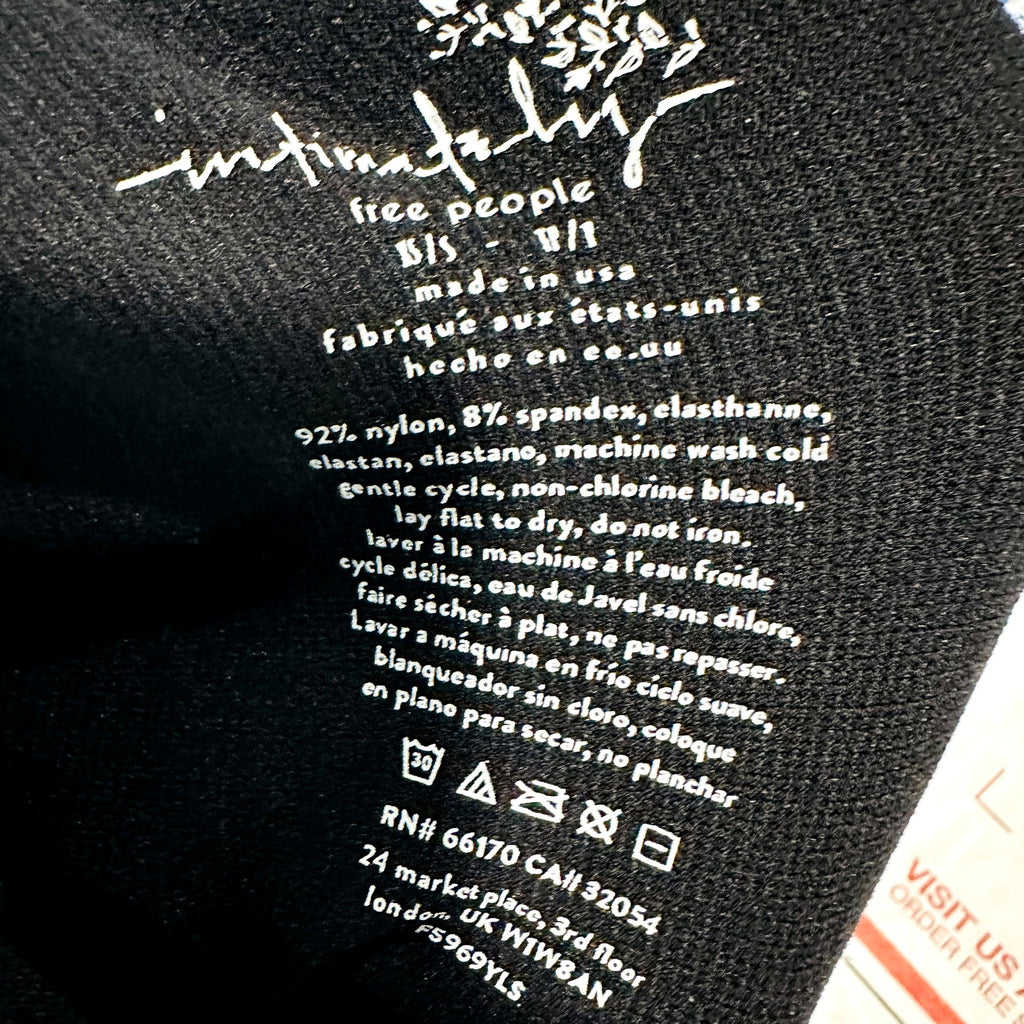 intimately
free people
made in usa
fabriqué aux états-unis
hecho en ee.uu
92% nylon, 8% spandex, elasthanne,
elastan, elastano, machine wash cold
gentle cycle, non-chlorine bleach,
lay flat to dry, do not iron.
laver à la machine à l'eau froide
cycle délica, eau de Javel sans chlore,
faire sécher à plat, ne pas repasser.
Lavar a máquina en frío ciclo suave,
blanqueador sin cloro, coloque
en plano para secar, no planchar
30
RN# 66170 CA# 32054
24 market place, 3rd floor
london UK W1W8AN
F5969YLS
VISIT US
ORDER FREE